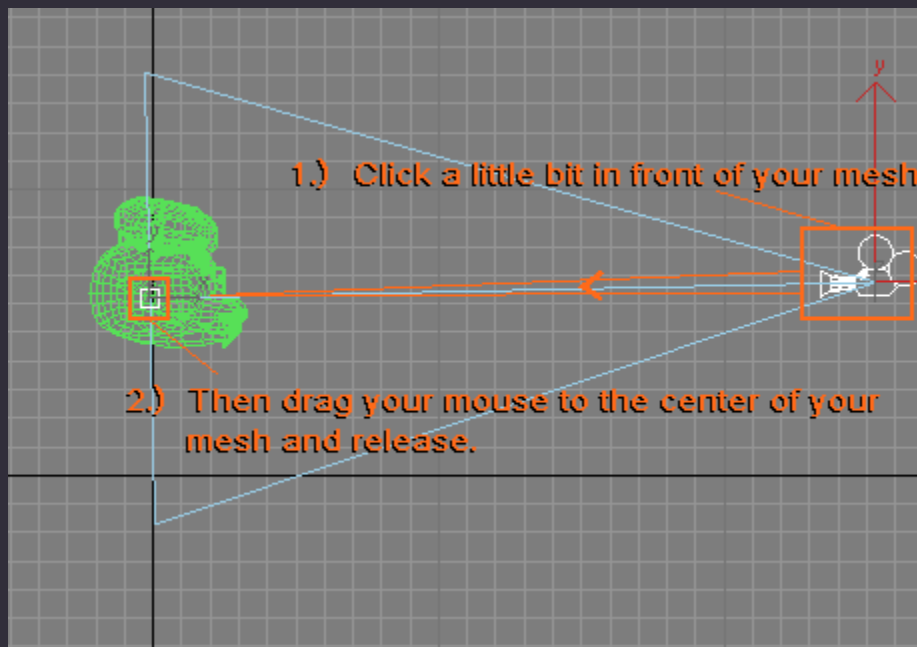 y
1.) Click a little bit in front of your mesh
2.) Then drag your mouse to the center of your
mesh and release.